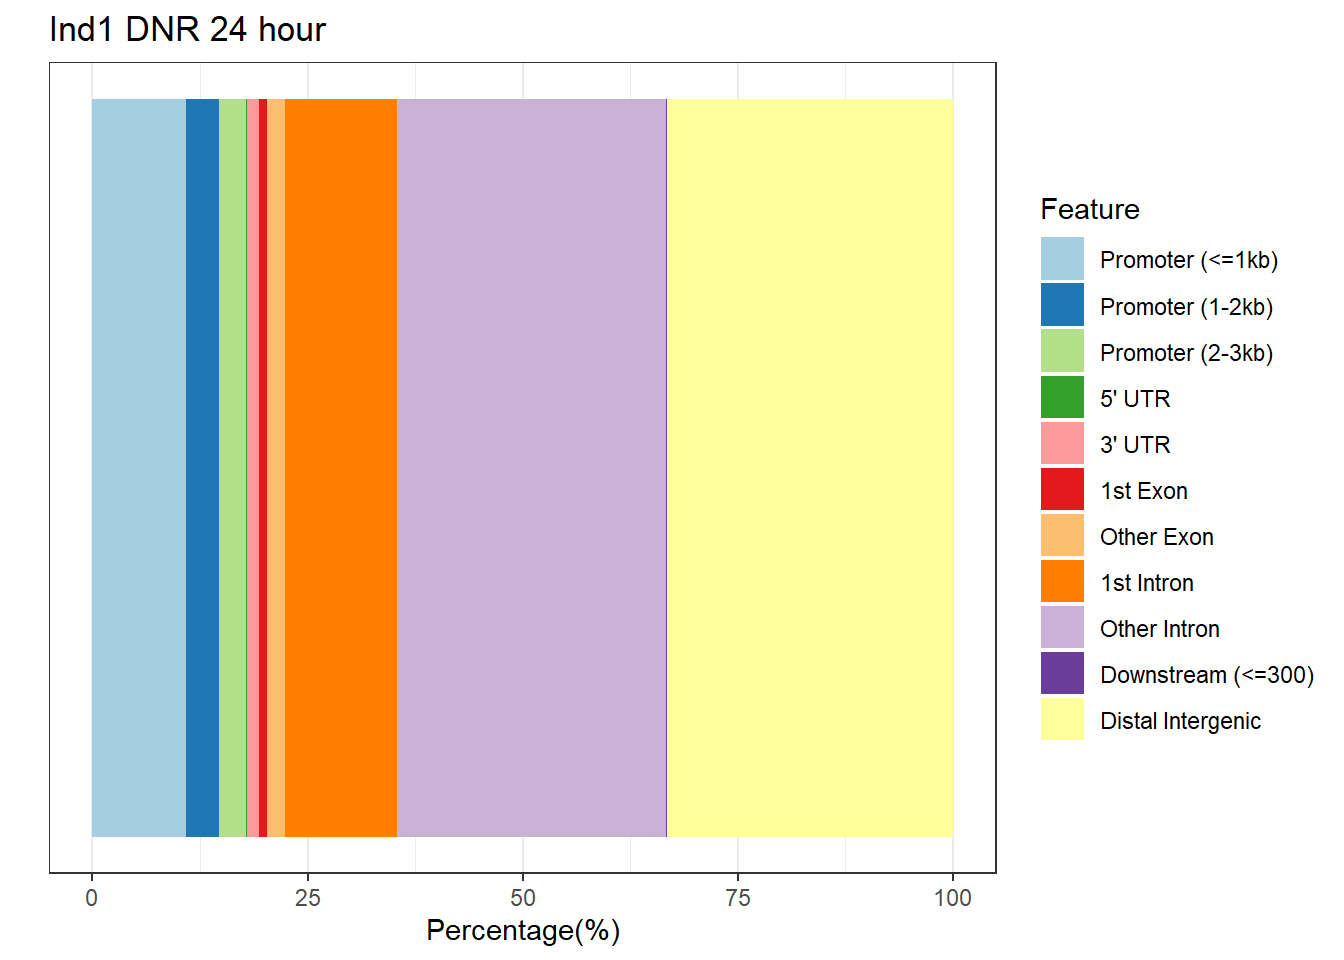 Ind1 DNR 24 hour
0 25 50 75 100
Percentage(%)
Feature
Promoter (<=1kb)
Promoter (1-2kb)
Promoter (2-3kb)
5' UTR
3' UTR
1st Exon
Other Exon
1st Intron
Other Intron
Downstream (<=300)
Distal Intergenic